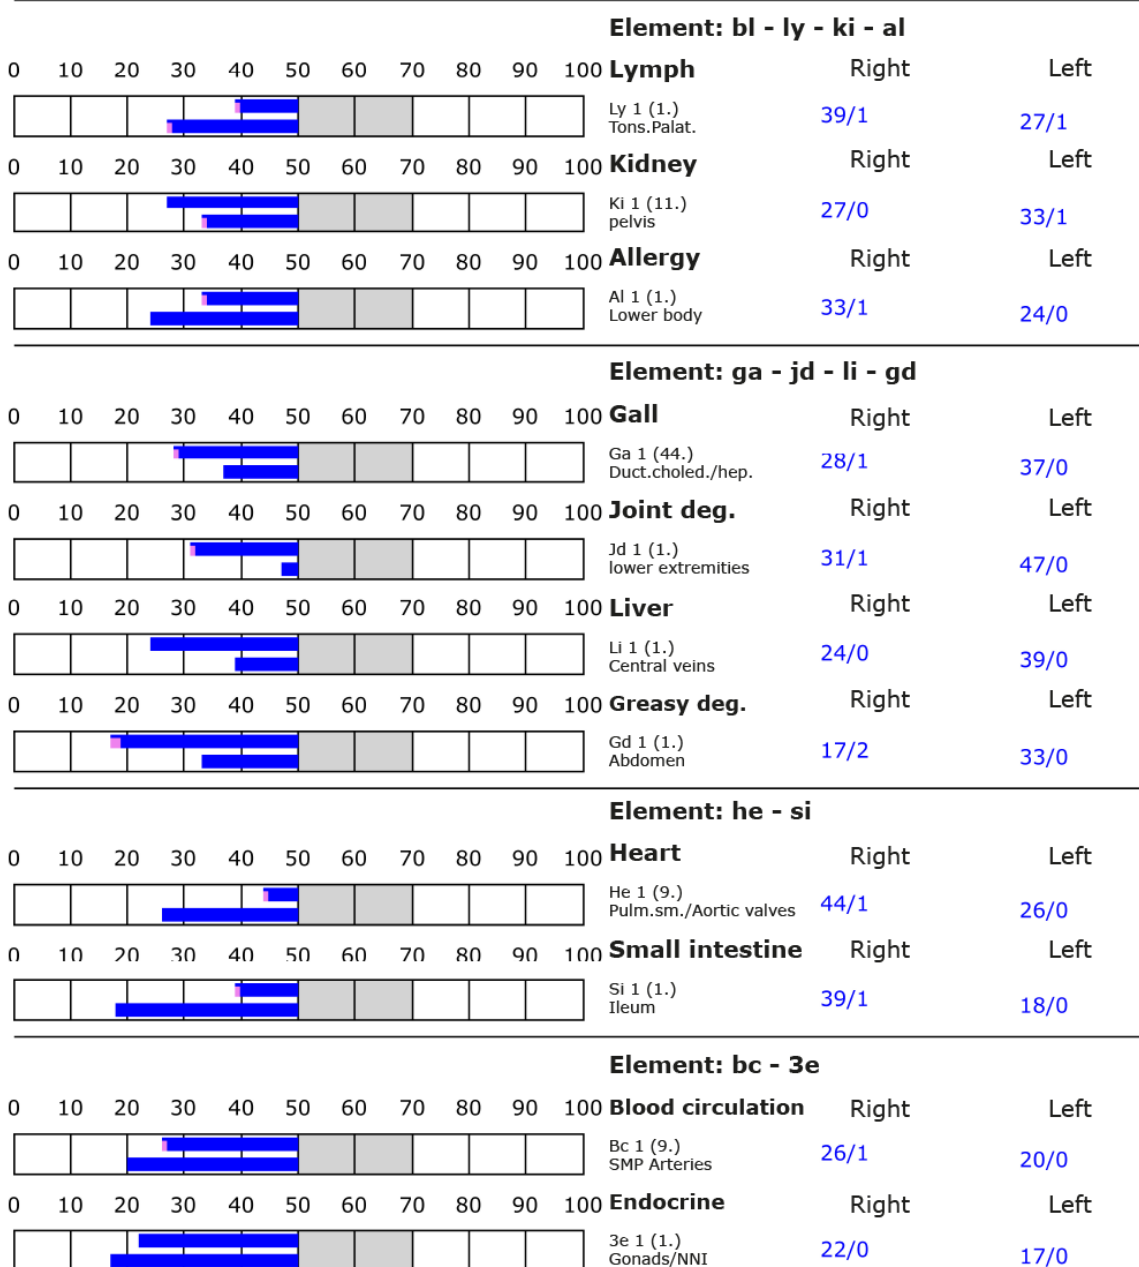 Element: bl - ly - ki - al
0 10 20 30 40 50 60 70 80 90 100 Lymph Right Left
Ly 1 (1.) 39/1 27/1
Tons.Palat.
0 10 20 30 40 50 60 70 80 90 100 Kidney Right Left
Ki 1 (11.) 27/0 33/1
pelvis
0 10 20 30 40 50 60 70 80 90 100 Allergy Right Left
Al 1 (1.) 33/1 24/0
Lower body
Element: ga - jd - li - gd
0 10 20 30 40 50 60 70 80 90 100 Gall Right Left
Ga 1 (44.) 28/1 37/0
Duct.choled./hep.
0 10 20 30 40 50 60 70 80 90 100 Joint deg. Right Left
Jd 1 (1.) 31/1 47/0
lower extremities
0 10 20 30 40 50 60 70 80 90 100 Liver Right Left
Li 1 (1.) 24/0 39/0
Central veins
0 10 20 30 40 50 60 70 80 90 100 Greasy deg. Right Left
Gd 1 (1.) 17/2 33/0
Abdomen
Element: he - si
0 10 20 30 40 50 60 70 80 90 100 Heart Right Left
He 1 (9.) 44/1 26/0
Pulm.sm./Aortic valves
0 10 20 30 40 50 60 70 80 90 100 Small intestine Right Left
Si 1 (1.) 39/1 18/0
Ileum
Element: bc - 3e
0 10 20 30 40 50 60 70 80 90 100 Blood circulation Right Left
Bc 1 (9.) 26/1 20/0
SMP Arteries
0 10 20 30 40 50 60 70 80 90 100 Endocrine Right Left
3e 1 (1.) 22/0 17/0
Gonads/NNI